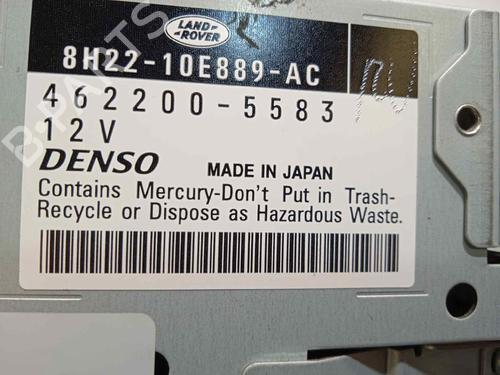 LAND
ROVER
8H22-10E889-AC
462200-5583
12V
DENSO MADE IN JAPAN
Contains Mercury-Don't Put in Trash-
Recycle or Dispose as Hazardous Waste.
B-PARTS